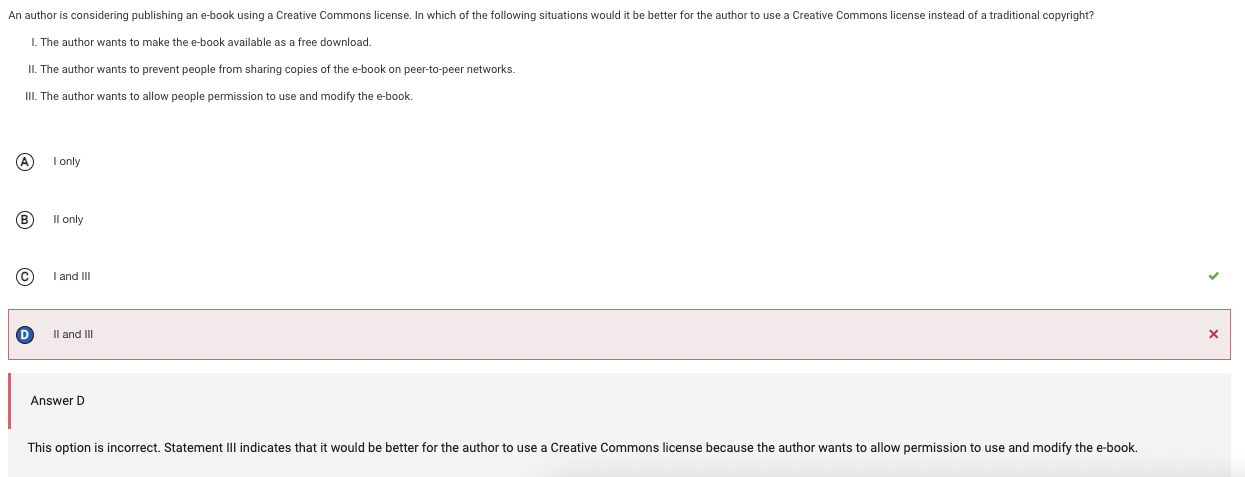 An author is considering publishing an e-book using a Creative Commons license. In which of the following situations would it be better for the author to use a Creative Commons license instead of a traditional copyright?
I. The author wants to make the e-book available as a free download.
II. The author wants to prevent people from sharing copies of the e-book on peer-to-peer networks.
III. The author wants to allow people permission to use and modify the e-book.
A I only
B II only
C I and III
D II and III
Answer D
This option is incorrect. Statement III indicates that it would be better for the author to use a Creative Commons license because the author wants to allow permission to use and modify the e-book.